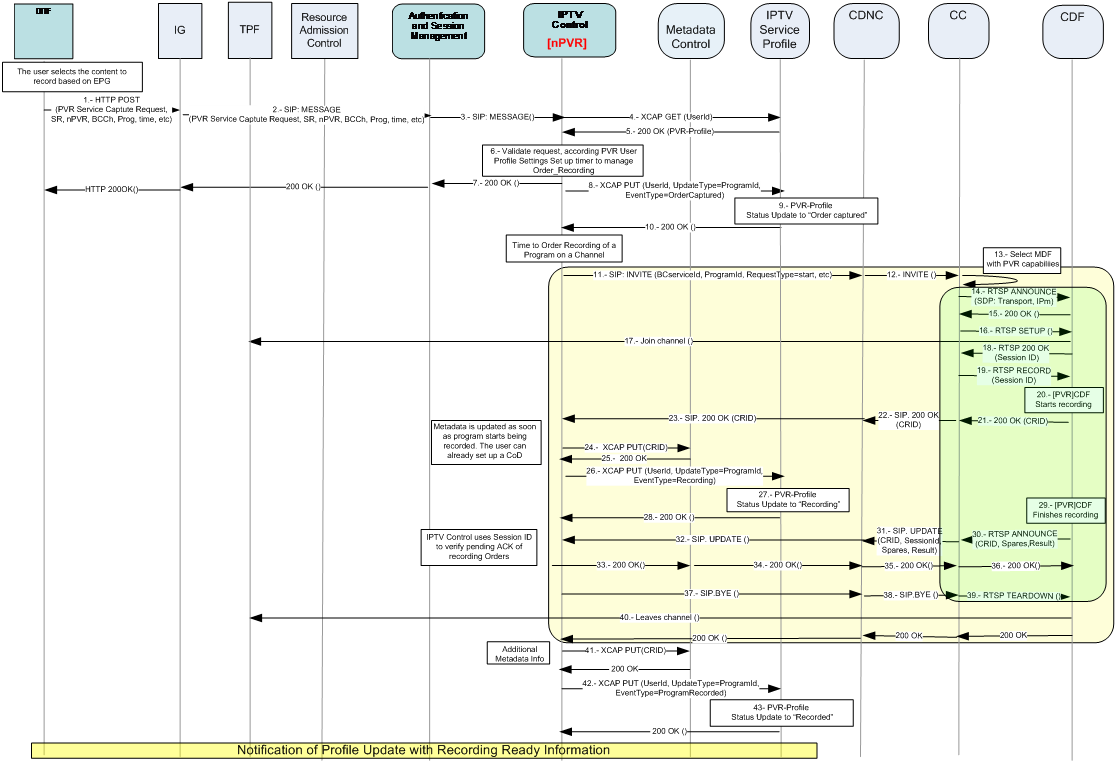 OITF
IG
TPF
Resource
Admission
Control
Authentication
and Session
Management
IPTV
Control
[nPVR]
Metadata
Control
IPTV
Service
Profile
CDNC
CC
CDF
The user selects the content to
record based on EPG
1.- HTTP POST
(PVR Service Captute Request,
SR, nPVR, BCCh, Prog, time, etc)
2.- SIP: MESSAGE
(PVR Service Captute Request, SR, nPVR, BCCh, Prog, time, etc)
3.- SIP: MESSAGE()
4.- XCAP GET (UserId)
5.- 200 OK (PVR-Profile)
6.- Validate request, according PVR User
Profile Settings Set up timer to manage
Order_Recording
7.- 200 OK ()
200 OK ()
HTTP 200OK()
8.- XCAP PUT (UserId, UpdateType=ProgramId,
EventType=OrderCaptured)
9.- PVR-Profile
Status Update to “Order captured”
10.- 200 OK ()
Time to Order Recording of a
Program on a Channel
13.- Select MDF
with PVR capabilies
11.- SIP: INVITE (BCserviceId, ProgramId, RequestType=start, etc)
12.- INVITE ()
14.- RTSP ANNOUNCE
(SDP: Transport, IPm)
15.- 200 OK ()
16.- RTSP SETUP ()
17.- Join channel ()
18.- RTSP 200 OK
(Session ID)
19.- RTSP RECORD
(Session ID)
20.- [PVR]CDF
Starts recording
21.- 200 OK (CRID)
22.- SIP. 200 OK
(CRID)
23.- SIP. 200 OK (CRID)
Metadata is updated as soon
as program starts being
recorded. The user can
already set up a CoD
24.- XCAP PUT(CRID)
25.- 200 OK
26.- XCAP PUT (UserId, UpdateType=ProgramId,
EventType=Recording)
27.- PVR-Profile
Status Update to “Recording”
28.- 200 OK ()
29.- [PVR]CDF
Finishes recording
30.- RTSP ANNOUNCE
(CRID, Spares,Result)
31.- SIP. UPDATE
(CRID, SessionId,
Spares, Result)
32.- SIP. UPDATE ()
IPTV Control uses Session ID
to verify pending ACK of
recording Orders
33.- 200 OK()
34.- 200 OK()
35.- 200 OK()
36.- 200 OK()
37.- SIP.BYE ()
38.- SIP.BYE ()
39.- RTSP TEARDOWN ()
40.- Leaves channel ()
200 OK ()
200 OK
200 OK
Additional
Metadata Info
41.- XCAP PUT(CRID)
200 OK
42.- XCAP PUT (UserId, UpdateType=ProgramId,
EventType=ProgramRecorded)
43- PVR-Profile
Status Update to “Recorded”
200 OK ()
Notification of Profile Update with Recording Ready Information